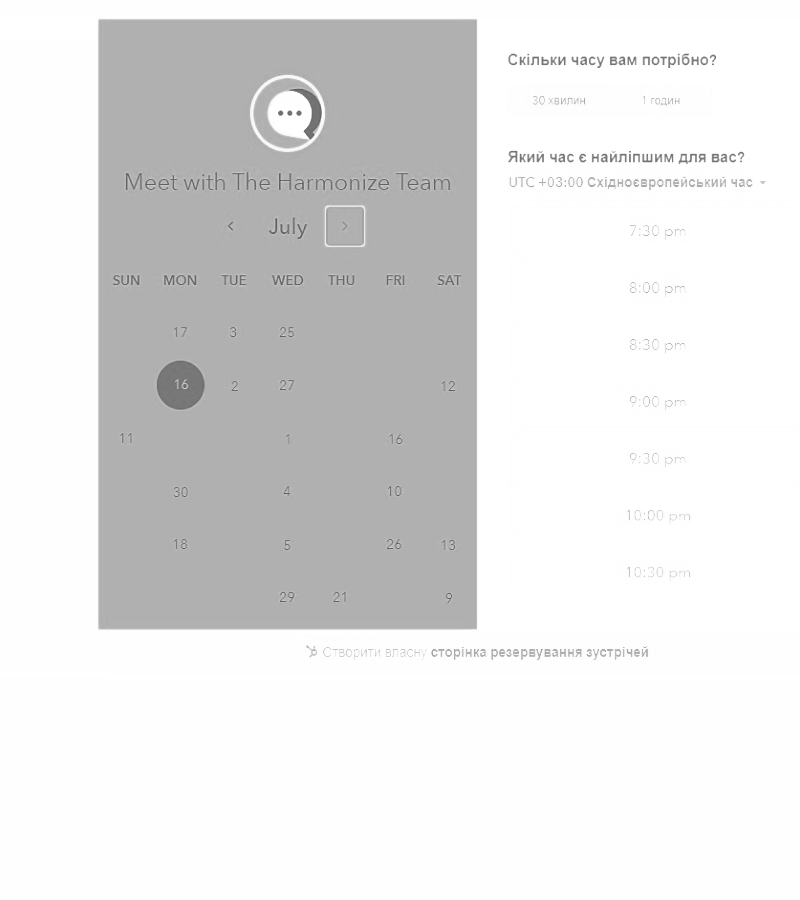 Meet with The Harmonize Team
July
SUN MON TUE WED THU FRI SAT
17 3 25
16 2 27 12
11 1 16
30 4 10
18 5 26 13
29 21 9
Скільки часу вам потрібно?
30 хвилин 1 годин
Який час є найліпшим для вас?
UTC +03:00 Східноєвропейський час
7:30 pm
8:00 pm
8:30 pm
9:00 pm
9:30 pm
10:00 pm
10:30 pm
Створити власну сторінка резервування зустрічей